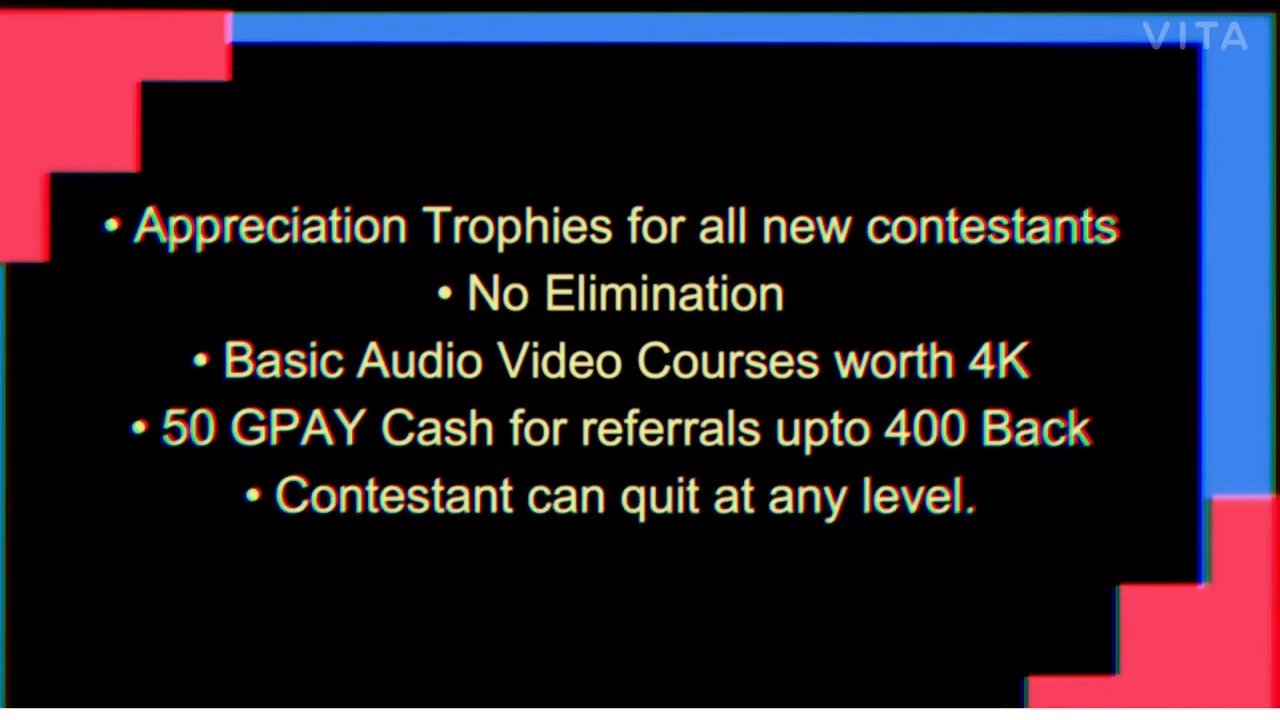 VITA
• Appreciation Trophies for all new contestants
• No Elimination
• Basic Audio Video Courses worth 4K
• 50 GPAY Cash for referrals upto 400 Back
• Contestant can quit at any level.